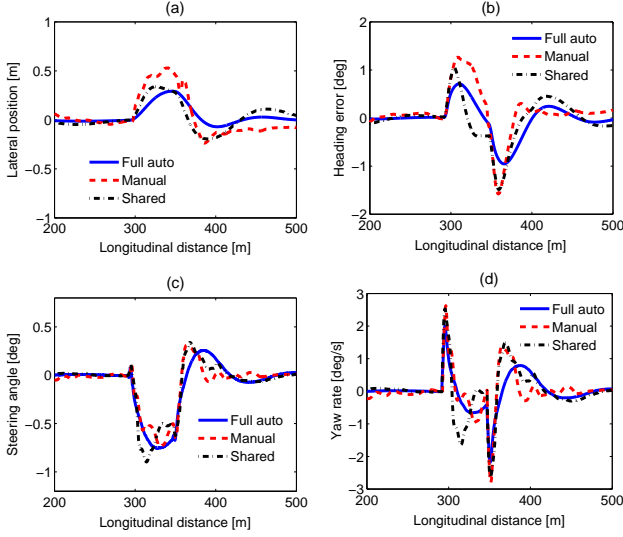 (a)
1
0.5
0
−0.5
−1
Lateral position [m]
Full auto
Manual
Shared
200 300 400 500
Longitudinal distance [m]
(b)
2
1
0
−1
−2
Heading error [deg]
Full auto
Manual
Shared
200 300 400 500
Longitudinal distance [m]
(c)
0.5
0
−0.5
−1
Steering angle [deg]
Full auto
Manual
Shared
200 300 400 500
Longitudinal distance [m]
(d)
3
2
1
0
−1
−2
−3
Yaw rate [deg/s]
Full auto
Manual
Shared
200 300 400 500
Longitudinal distance [m]